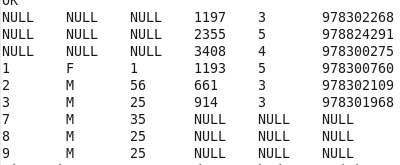 OK
NULL NULL NULL 1197 3 978302268
NULL NULL NULL 2355 5 978824291
NULL NULL NULL 3408 4 978300275
1 F 1 1193 5 978300760
2 M 56 661 3 978302109
3 M 25 914 3 978301968
7 M 35 NULL NULL NULL
8 M 25 NULL NULL NULL
9 M 25 NULL NULL NULL